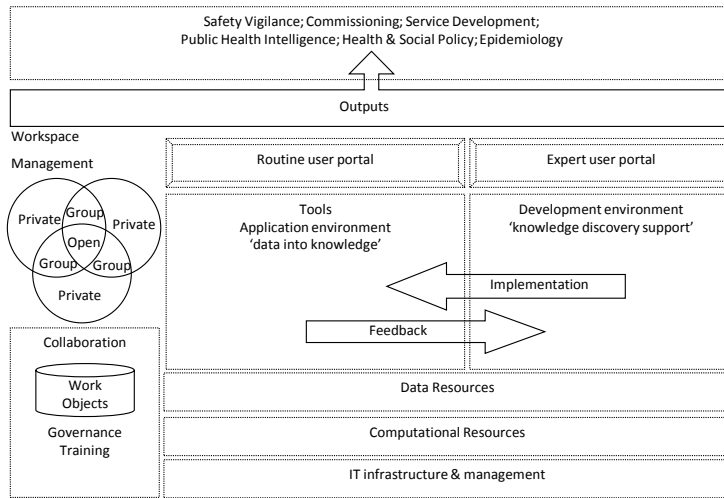 Safety Vigilance; Commissioning; Service Development;
Public Health Intelligence; Health & Social Policy; Epidemiology
Outputs
Workspace
Management
Private
Group
Private
Open
Group
Group
Private
Routine user portal
Expert user portal
Tools
Application environment
‘data into knowledge’
Development environment
‘knowledge discovery support’
Implementation
Feedback
Collaboration
Work
Objects
Governance
Training
Data Resources
Computational Resources
IT infrastructure & management